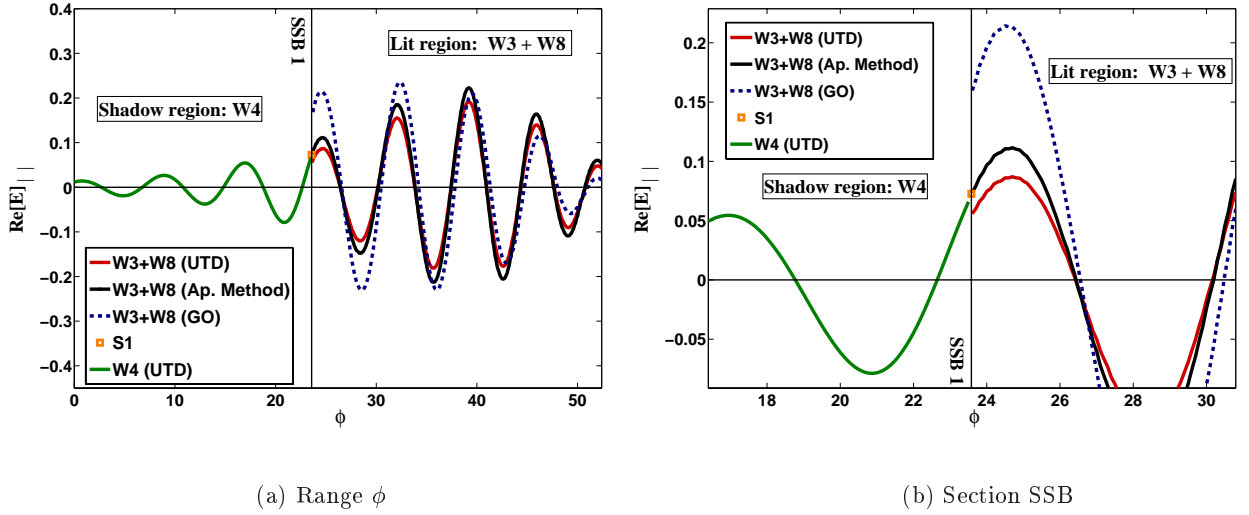 0.4
0.3
0.2
0.1
0
−0.1
−0.2
−0.3
−0.4
Re[E]||
SSB 1
Lit region: W3 + W8
Shadow region: W4
W3+W8 (UTD)
W3+W8 (Ap. Method)
W3+W8 (GO)
S1
W4 (UTD)
0 10 20 30 40 50
ϕ
(a) Range ϕ
0.2
0.15
0.1
0.05
0
−0.05
Re[E]||
W3+W8 (UTD)
W3+W8 (Ap. Method)
W3+W8 (GO)
S1
W4 (UTD)
Lit region: W3 + W8
Shadow region: W4
SSB 1
18 20 22 24 26 28 30
ϕ
(b) Section SSB